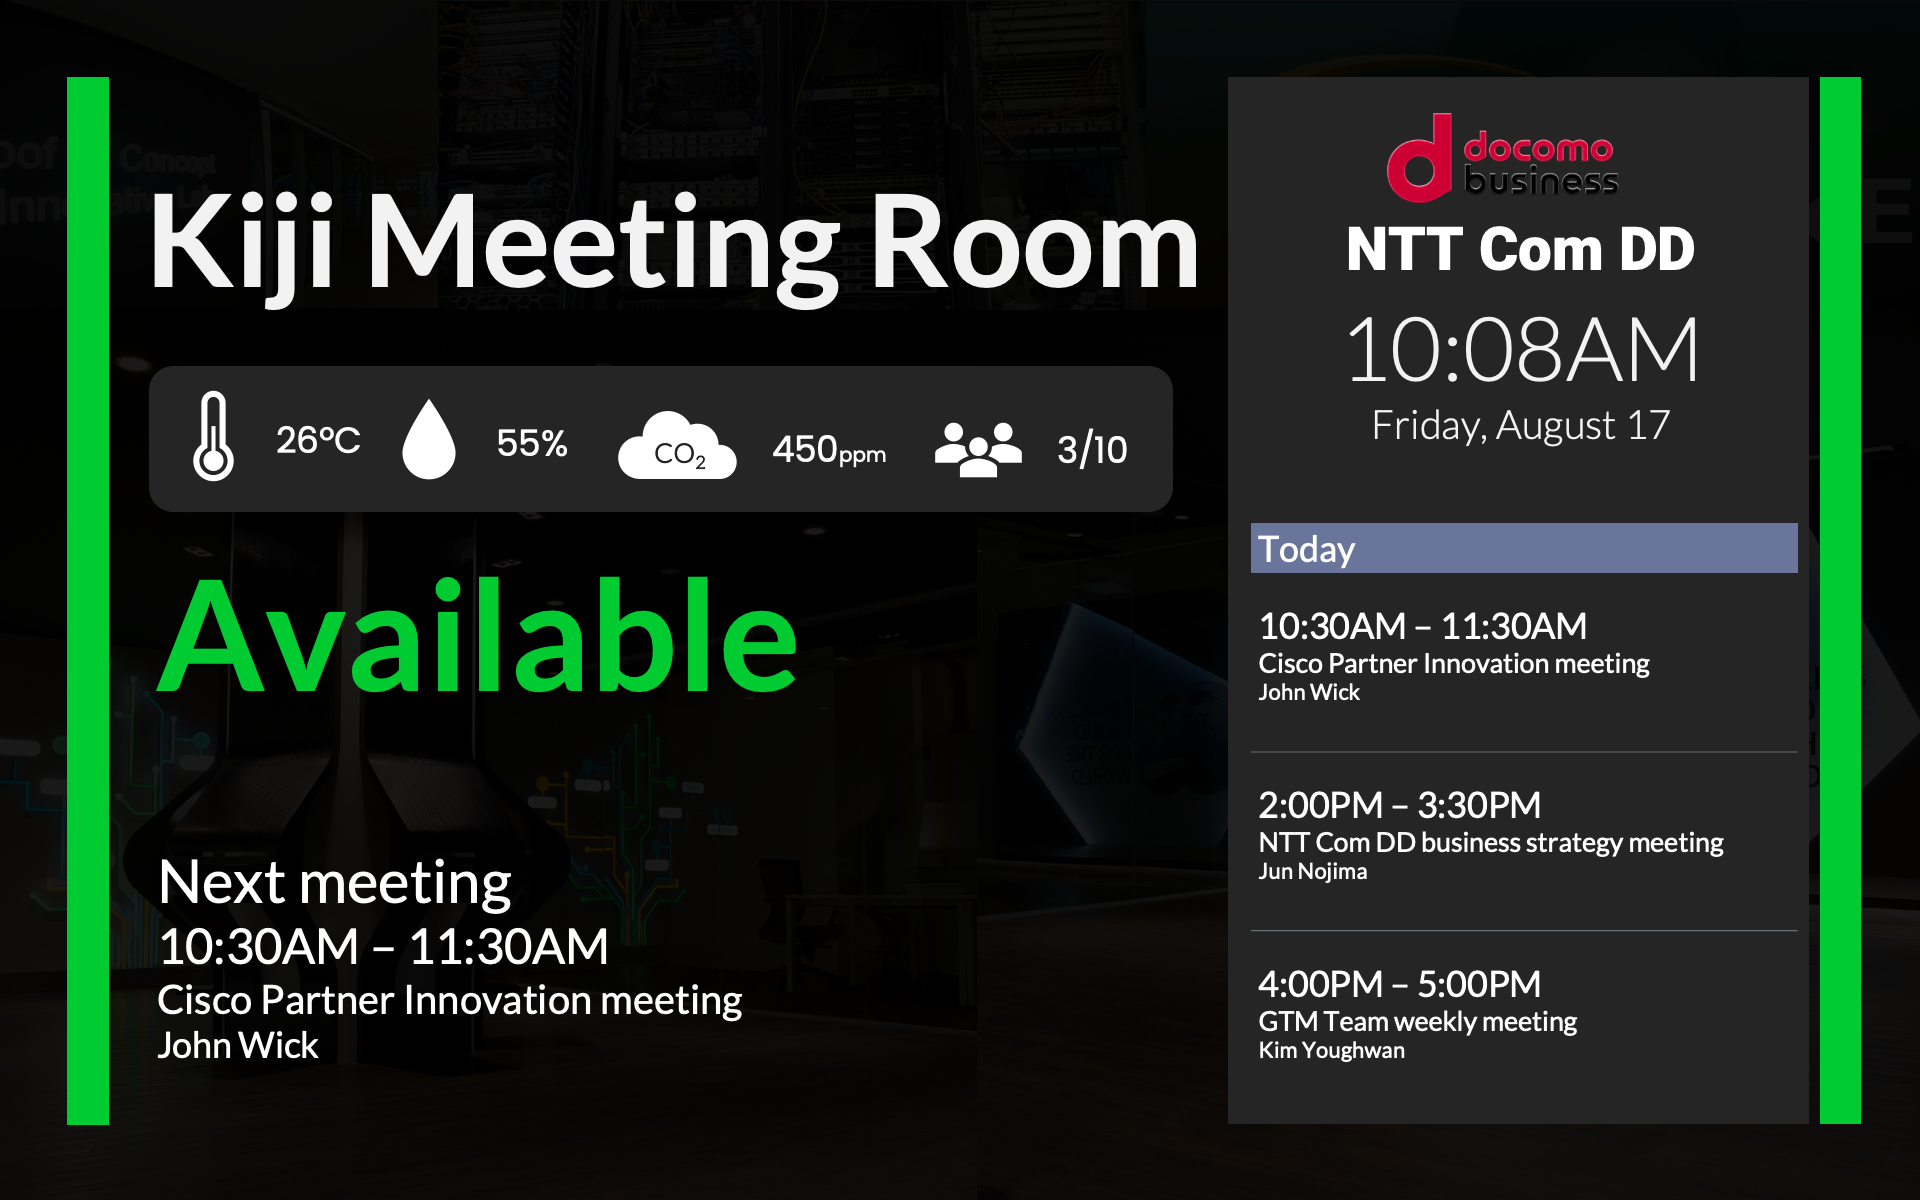 Kiji Meeting Room
26°C
55%
CO₂
450ppm
3/10
Available
Next meeting
10:30AM – 11:30AM
Cisco Partner Innovation meeting
John Wick
docomo
business
NTT Com DD
10:08AM
Friday, August 17
Today
10:30AM – 11:30AM
Cisco Partner Innovation meeting
John Wick
2:00PM – 3:30PM
NTT Com DD business strategy meeting
Jun Nojima
4:00PM – 5:00PM
GTM Team weekly meeting
Kim Youghwan